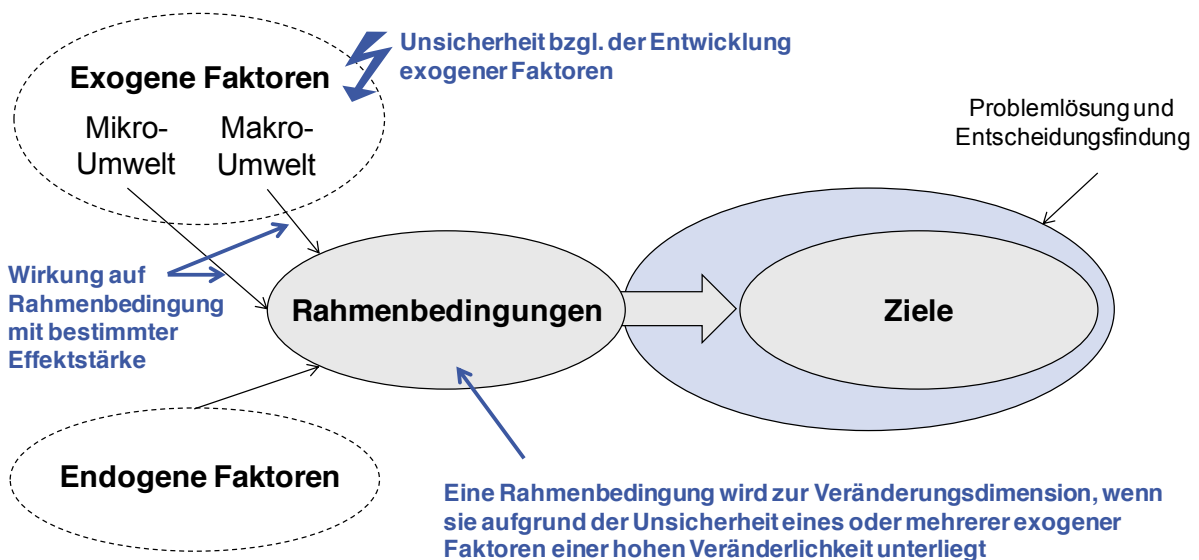 Unsicherheit bzgl. der Entwicklung
exogener Faktoren
Exogene Faktoren
Mikro-
Umwelt
Makro-
Umwelt
Problemlösung und
Entscheidungsfindung
Wirkung auf
Rahmenbedingung
mit bestimmter
Effektstärke
Rahmenbedingungen
Ziele
Endogene Faktoren
Eine Rahmenbedingung wird zur Veränderungsdimension, wenn
sie aufgrund der Unsicherheit eines oder mehrerer exogener
Faktoren einer hohen Veränderlichkeit unterliegt